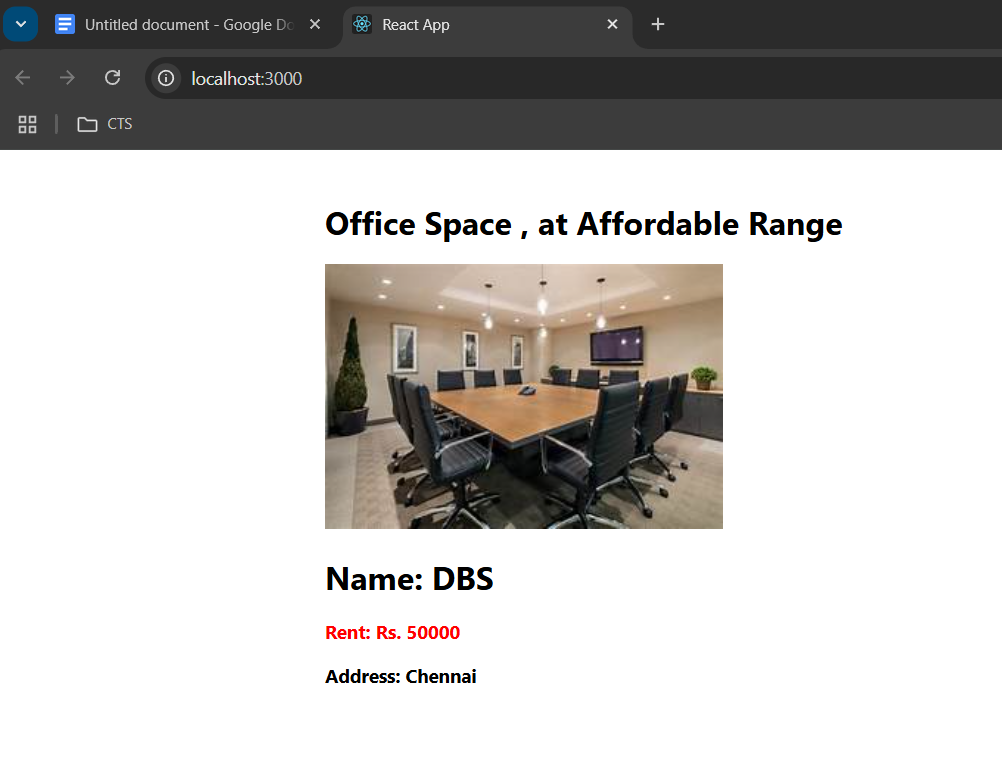 Untitled document - Google Do
React App
localhost:3000
CTS
Office Space , at Affordable Range
Name: DBS
Rent: Rs. 50000
Address: Chennai